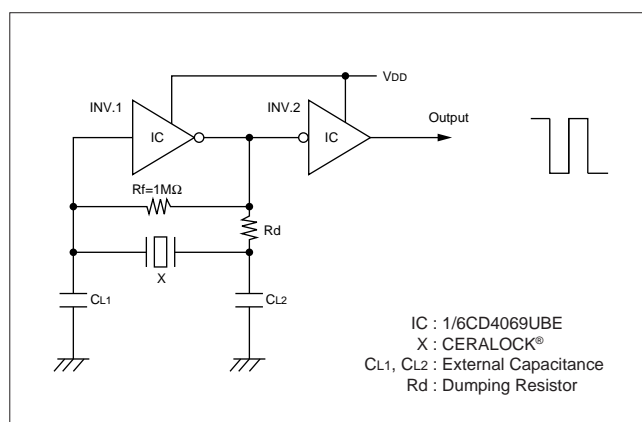 VDD
INV.1
INV.2
Output
IC
IC
Rf=1MΩ
Rd
X
CL1
CL2
IC : 1/6CD4069UBE
X : CERALOCK®
CL1, CL2 : External Capacitance
Rd : Dumping Resistor